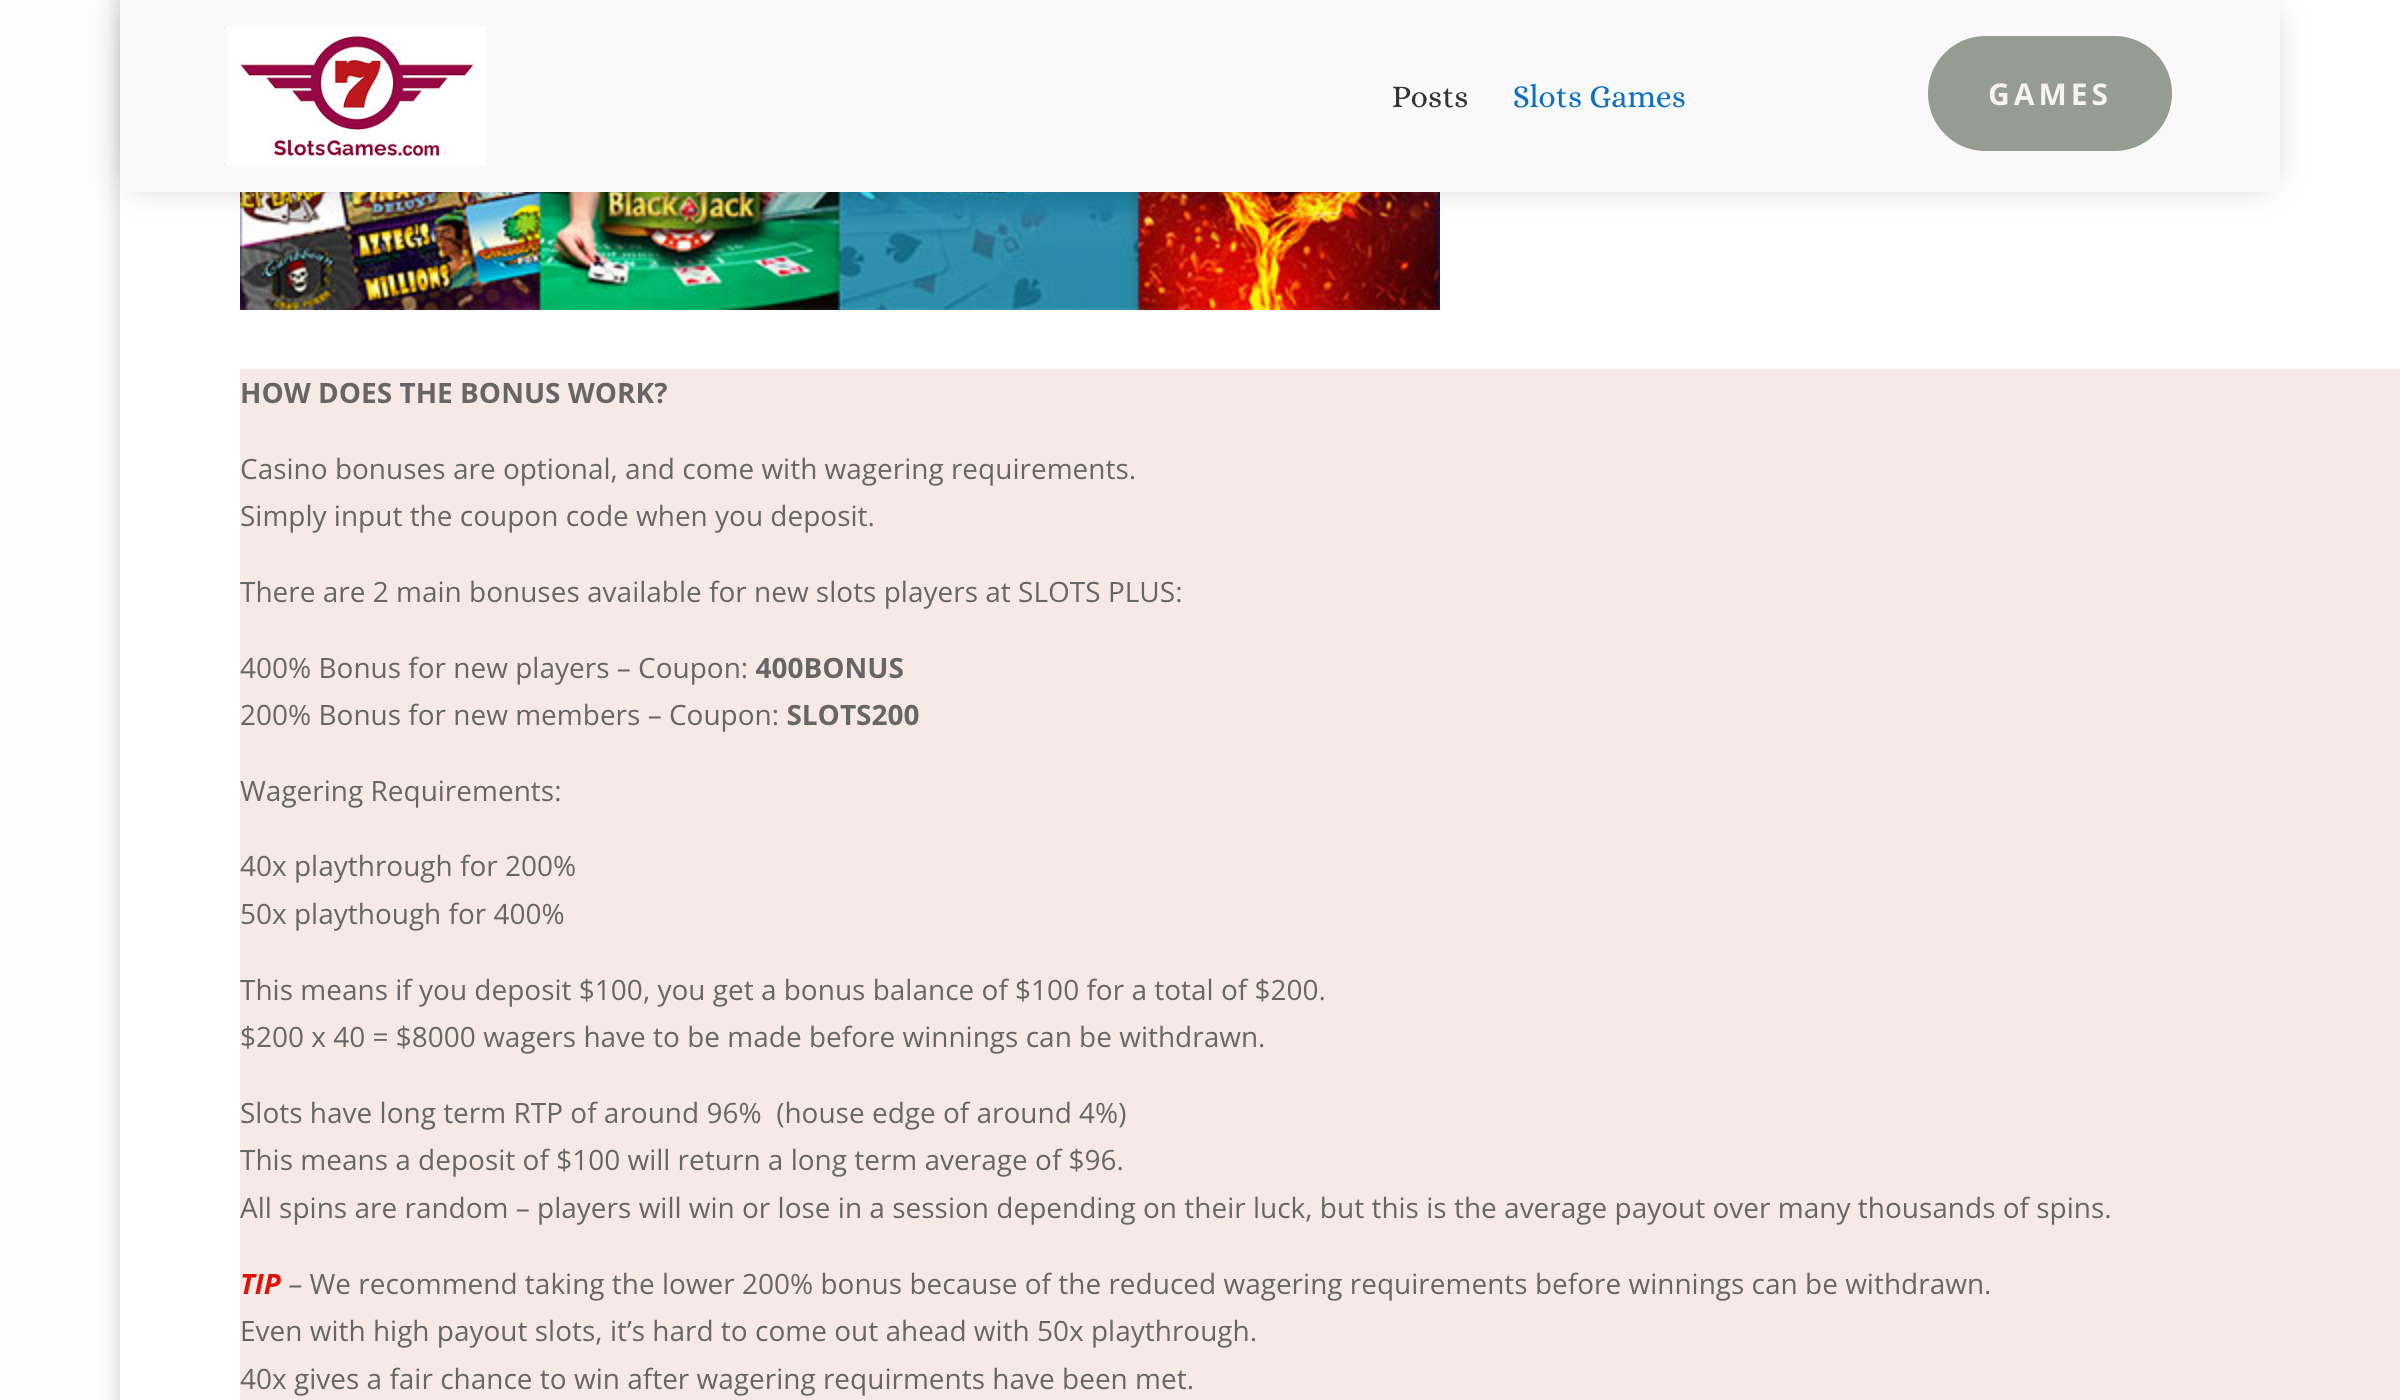 7
SlotsGames.com
Posts
Slots Games
GAMES
DELUXE
BlackJack
AZTEC'S
MILLIONS
Caribbean
HOW DOES THE BONUS WORK?
Casino bonuses are optional, and come with wagering requirements.
Simply input the coupon code when you deposit.
There are 2 main bonuses available for new slots players at SLOTS PLUS:
400% Bonus for new players – Coupon: 400BONUS
200% Bonus for new members – Coupon: SLOTS200
Wagering Requirements:
40x playthrough for 200%
50x playthough for 400%
This means if you deposit $100, you get a bonus balance of $100 for a total of $200.
$200 x 40 = $8000 wagers have to be made before winnings can be withdrawn.
Slots have long term RTP of around 96%  (house edge of around 4%)
This means a deposit of $100 will return a long term average of $96.
All spins are random – players will win or lose in a session depending on their luck, but this is the average payout over many thousands of spins.
TIP – We recommend taking the lower 200% bonus because of the reduced wagering requirements before winnings can be withdrawn.
Even with high payout slots, it’s hard to come out ahead with 50x playthrough.
40x gives a fair chance to win after wagering requirments have been met.